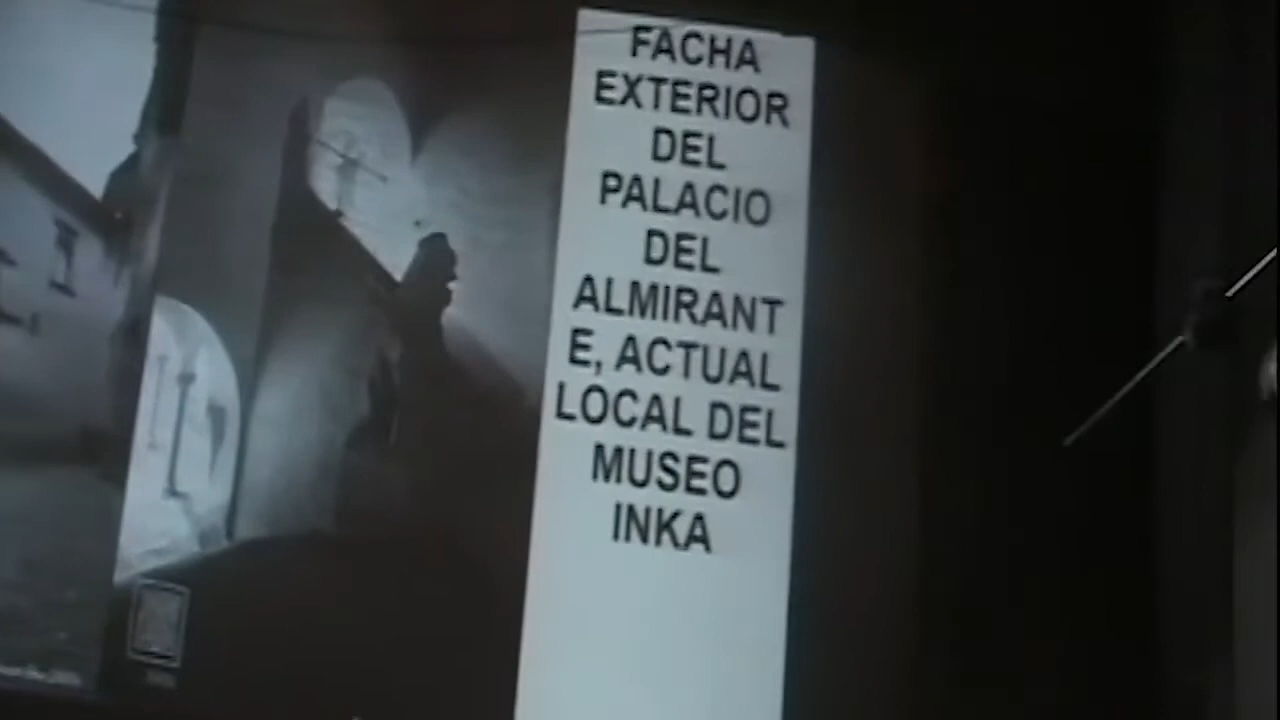 FACHA
EXTERIOR
DEL
PALACIO
DEL
ALMIRANT
E, ACTUAL
LOCAL DEL
MUSEO
INKA